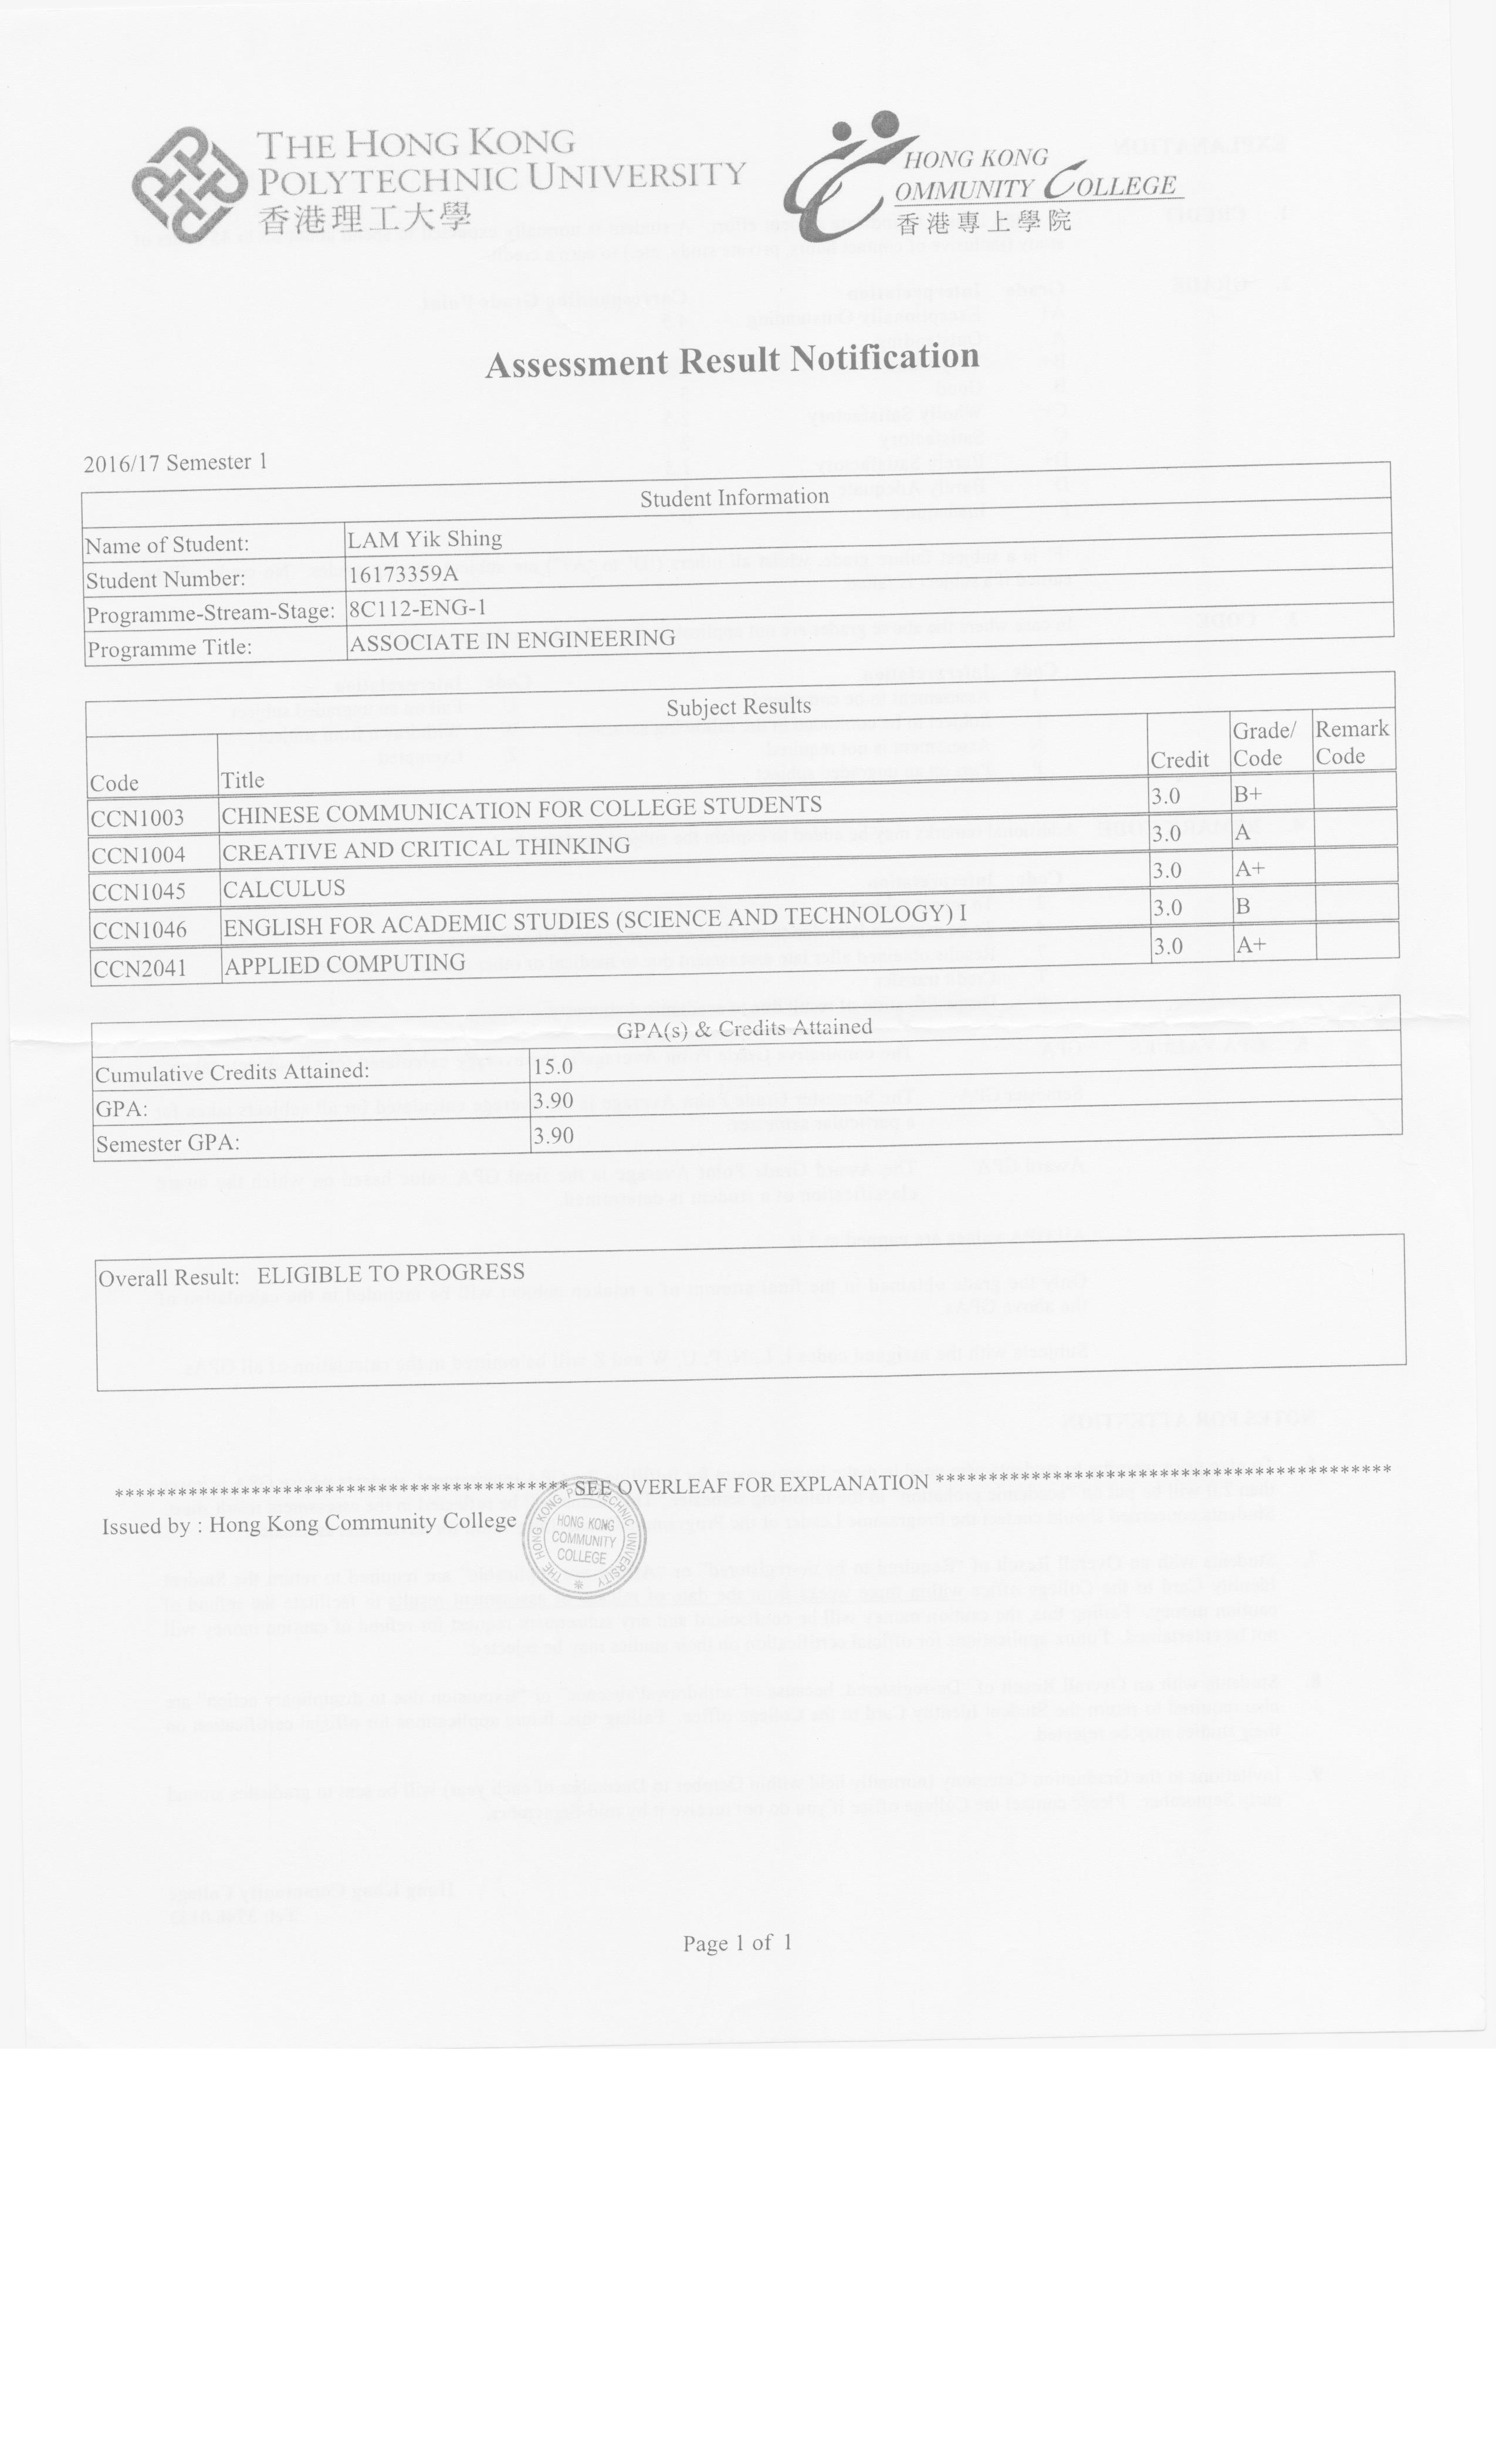 THE HONG KONG
POLYTECHNIC UNIVERSITY
香港理工大學
HONG KONG
COMMUNITY COLLEGE
香港專上學院
Assessment Result Notification
2016/17 Semester 1
Student Information
Name of Student: LAM Yik Shing
Student Number: 16173359A
Programme-Stream-Stage: 8C112-ENG-1
Programme Title: ASSOCIATE IN ENGINEERING
Subject Results
Code Title Credit Grade/Code Remark Code
CCN1003 CHINESE COMMUNICATION FOR COLLEGE STUDENTS 3.0 B+
CCN1004 CREATIVE AND CRITICAL THINKING 3.0 A
CCN1045 CALCULUS 3.0 A+
CCN1046 ENGLISH FOR ACADEMIC STUDIES (SCIENCE AND TECHNOLOGY) I 3.0 B
CCN2041 APPLIED COMPUTING 3.0 A+
GPA(s) & Credits Attained
Cumulative Credits Attained: 15.0
GPA: 3.90
Semester GPA: 3.90
Overall Result: ELIGIBLE TO PROGRESS
******************************************* SEE OVERLEAF FOR EXPLANATION *******************************************
Issued by : Hong Kong Community College
THE HONG KONG POLYTECHNIC UNIVERSITY
HONG KONG
COMMUNITY
COLLEGE
Page 1 of 1